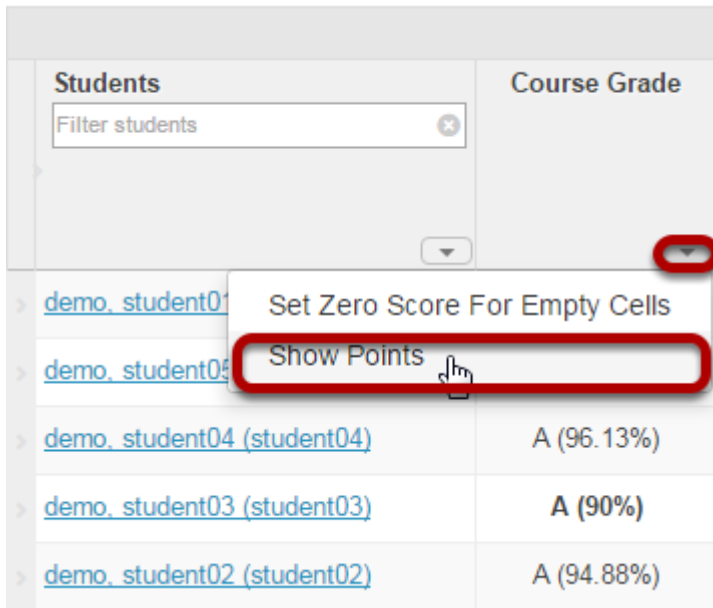 Students
Course Grade
Filter students
demo, student01
Set Zero Score For Empty Cells
Show Points
demo, student05
demo, student04 (student04)
A (96.13%)
demo, student03 (student03)
A (90%)
demo, student02 (student02)
A (94.88%)